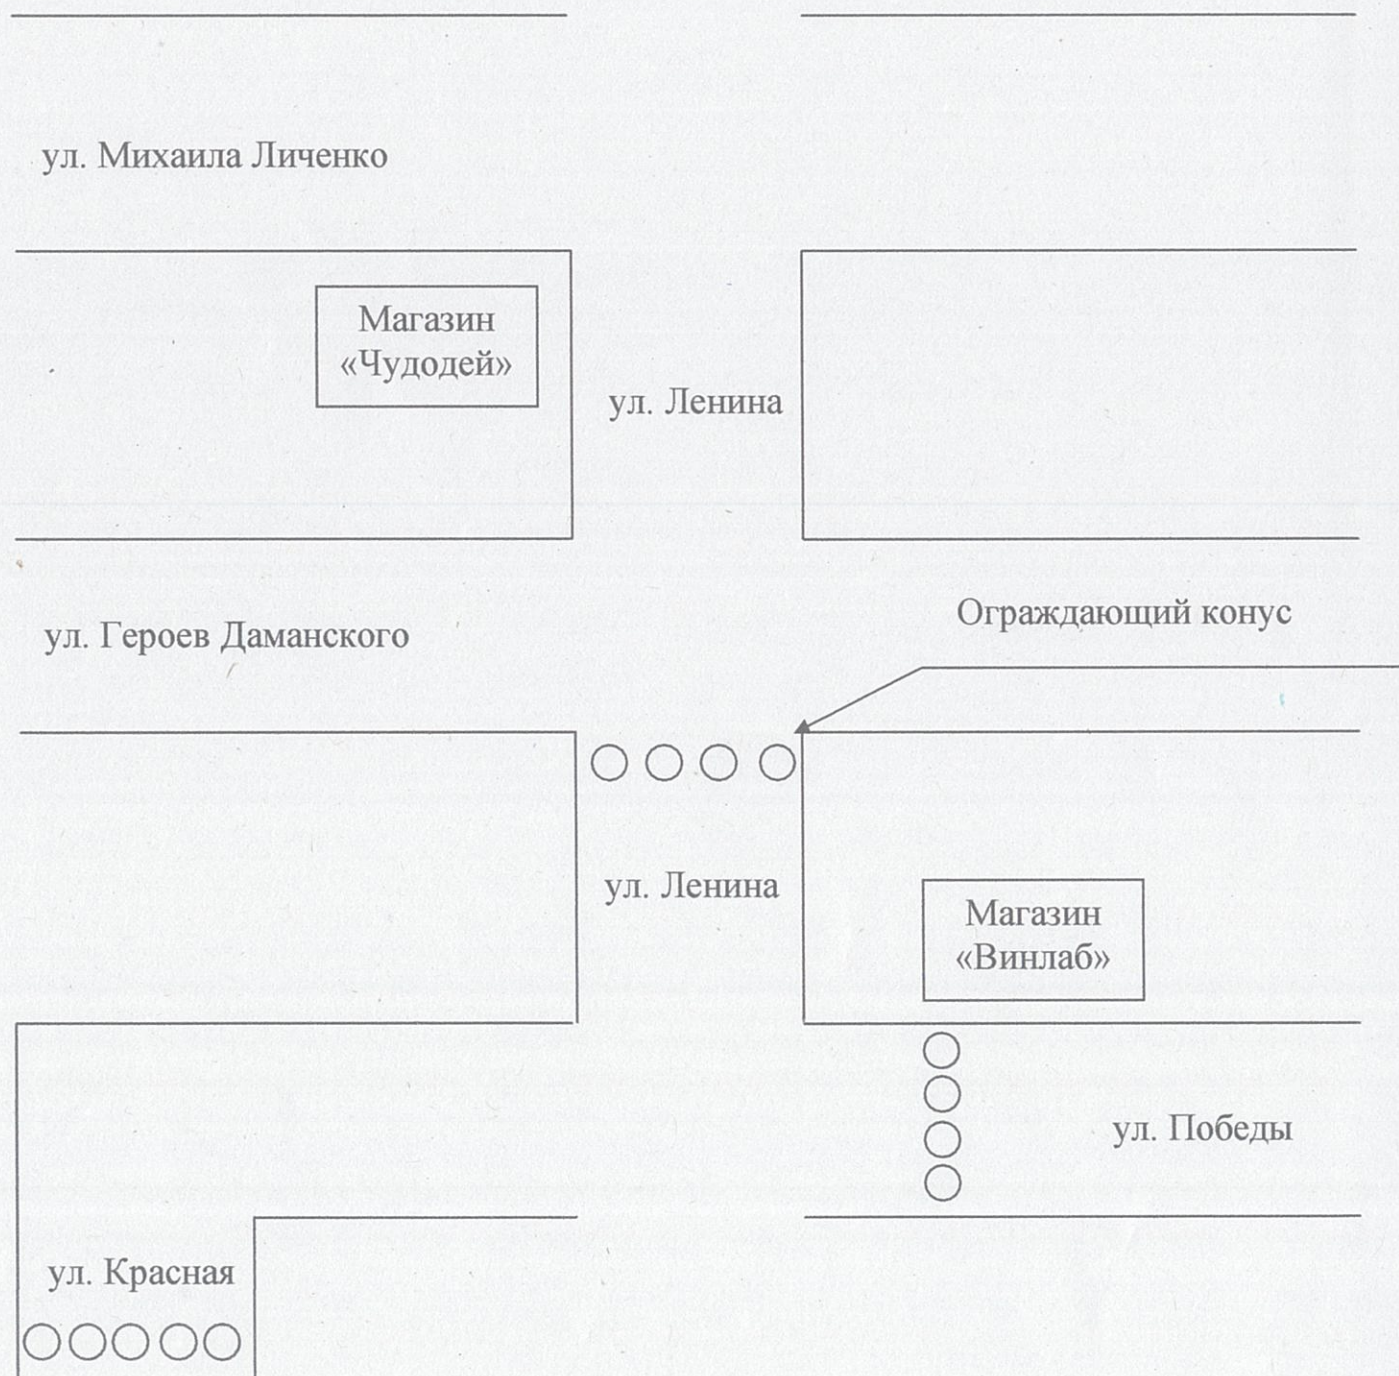 ул. Михаила Личенко
Магазин
«Чудодей»
ул. Ленина
Ограждающий конус
ул. Героев Даманского
ул. Ленина
Магазин
«Винлаб»
ул. Победы
ул. Красная